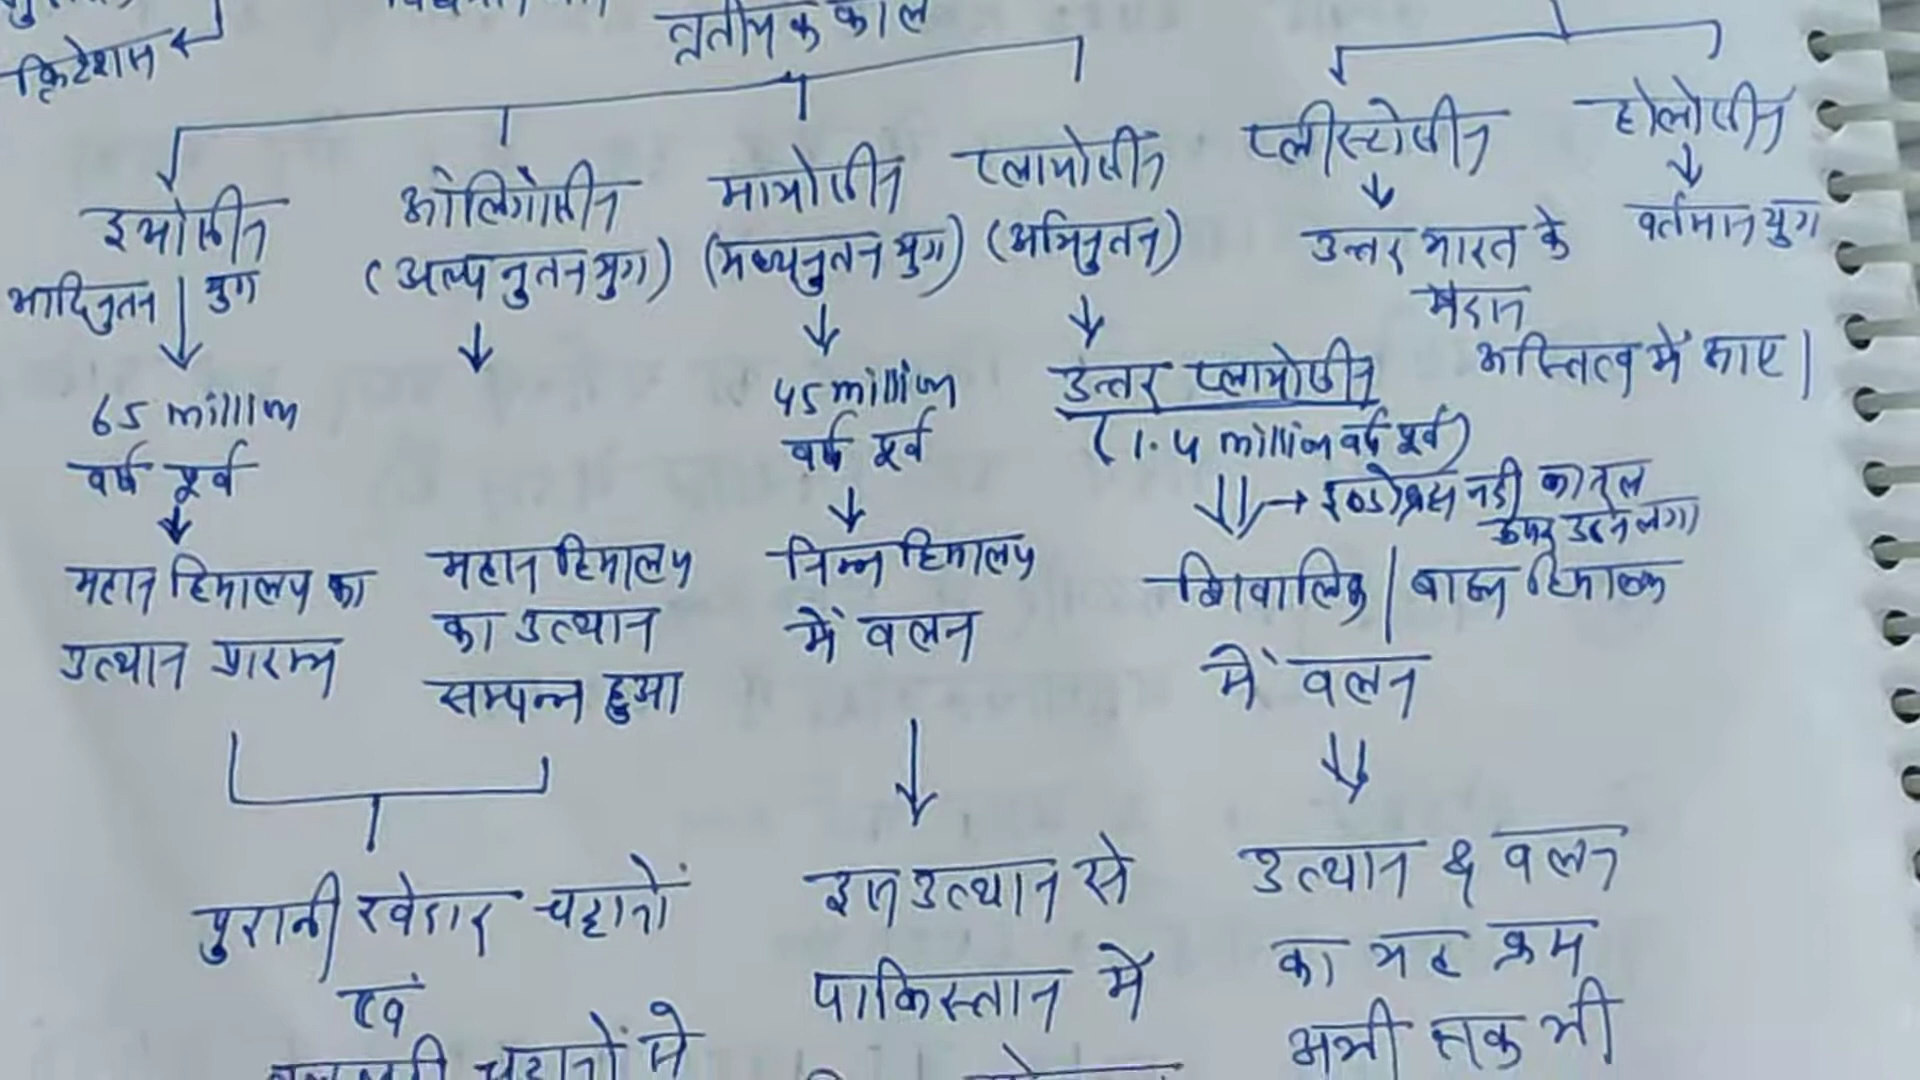 क्रिटेशस
तृतीयक काल
इयोसीन
आदिनुतन | युग
65 million
वर्ष पूर्व
महान हिमालय का
उत्थान प्रारम्भ
ओलिगोसीन
(अल्पनुतन युग)
महान हिमालय
का उत्थान
सम्पन्न हुआ
मायोसीन
(मध्यनुतन युग)
45 million
वर्ष पूर्व
निम्न हिमालय
में वलन
प्लायोसीन
(अभिनुतन)
उत्तर प्लायोसीन
(1.4 million वर्ष पूर्व)
→ इण्डोब्रह्म नदी का तल
ऊपर उठने लगा
शिवालिक | बाह्य हिमालय
में वलन
प्लीस्टोसीन
उत्तर भारत के
मैदान
अस्तित्व में आए |
होलोसीन
वर्तमान युग
पुरानी रवेदार चट्टानों
एवं
चट्टानों में
इस उत्थान से
पाकिस्तान में
उत्थान & वलन
का यह क्रम
अभी तक भी